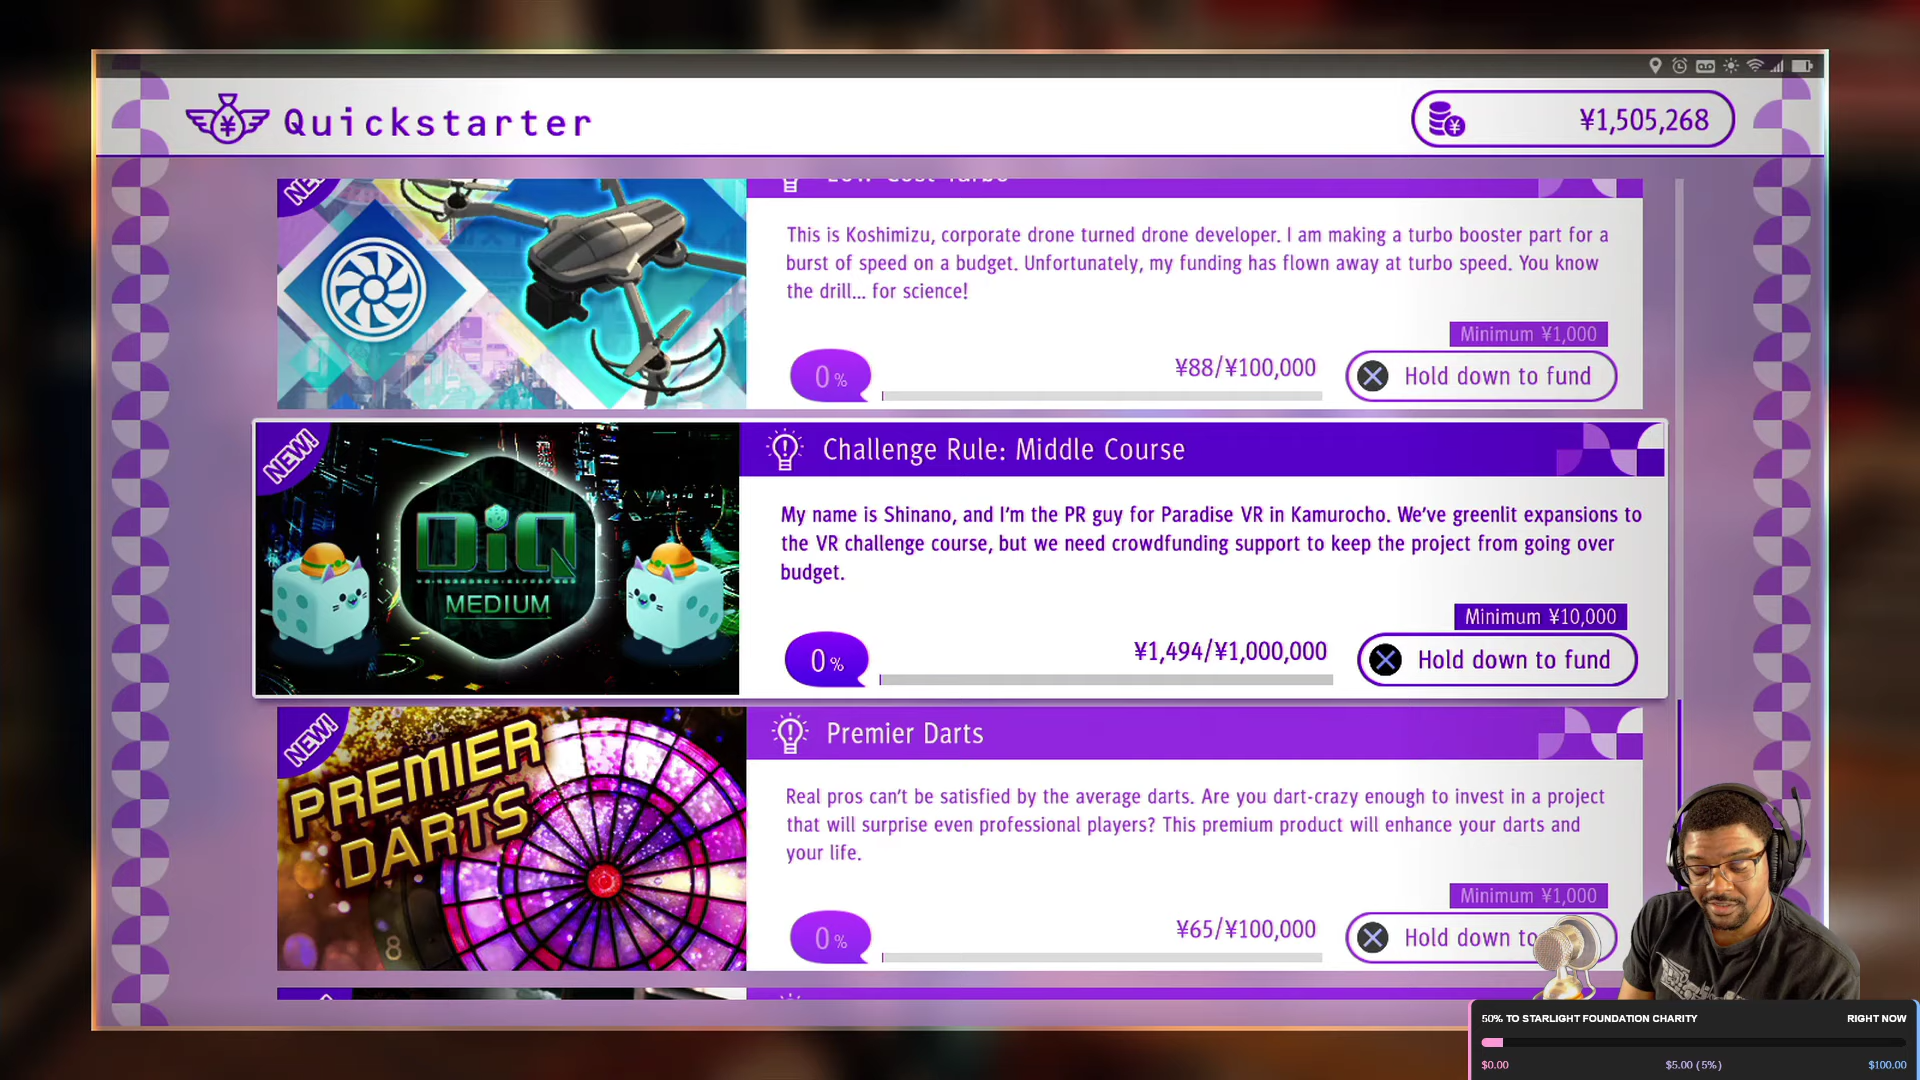 Quickstarter
¥1,505,268
NEW!
Low-Cost Turbo
This is Koshimizu, corporate drone turned drone developer. I am making a turbo booster part for a
burst of speed on a budget. Unfortunately, my funding has flown away at turbo speed. You know
the drill... for science!
Minimum ¥1,000
0%
¥88/¥100,000
Hold down to fund
NEW!
Challenge Rule: Middle Course
DiQ
MEDIUM
My name is Shinano, and I'm the PR guy for Paradise VR in Kamurocho. We've greenlit expansions to
the VR challenge course, but we need crowdfunding support to keep the project from going over
budget.
Minimum ¥10,000
0%
¥1,494/¥1,000,000
Hold down to fund
NEW!
Premier Darts
PREMIER
DARTS
8
Real pros can't be satisfied by the average darts. Are you dart-crazy enough to invest in a project
that will surprise even professional players? This premium product will enhance your darts and
your life.
Minimum ¥1,000
0%
¥65/¥100,000
Hold down to
50% TO STARLIGHT FOUNDATION CHARITY
RIGHT NOW
$0.00
$5.00 (5%)
$100.00